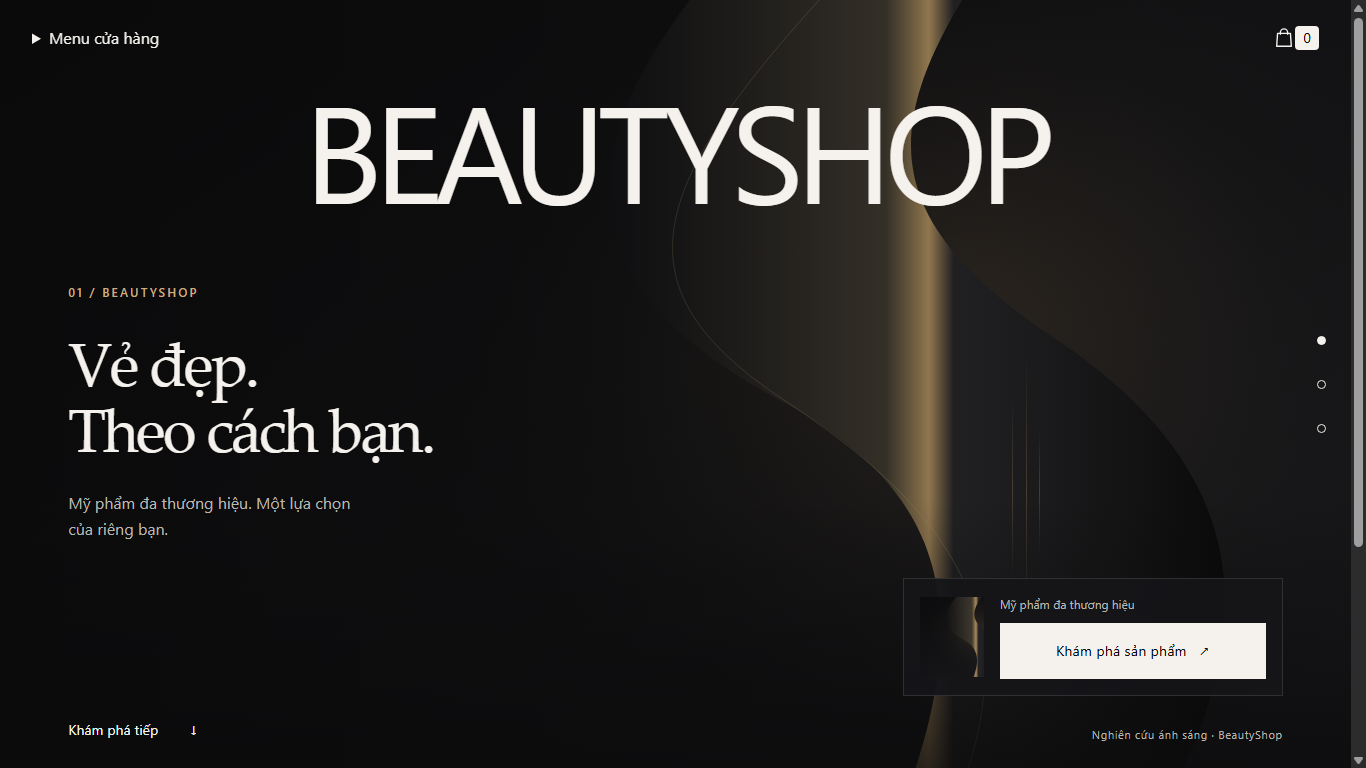 ▶ Menu cửa hàng
0
BEAUTYSHOP
01 / BEAUTYSHOP
Vẻ đẹp.
Theo cách bạn.
Mỹ phẩm đa thương hiệu. Một lựa chọn
của riêng bạn.
Mỹ phẩm đa thương hiệu
Khám phá sản phẩm ↗
Khám phá tiếp ↓
Nghiên cứu ánh sáng · BeautyShop